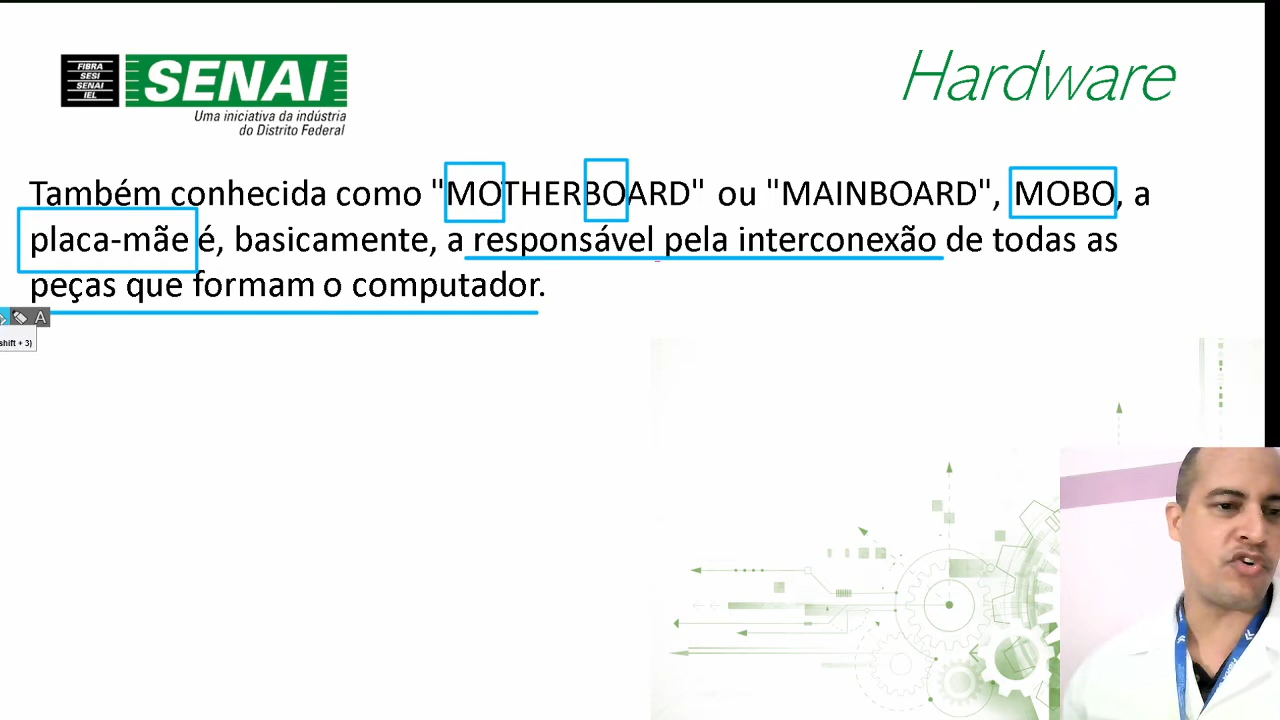 FIBRA
SESI
SENAI
IEL
SENAI
Uma iniciativa da indústria
do Distrito Federal
Hardware
Também conhecida como "MOTHERBOARD" ou "MAINBOARD", MOBO, a
placa-mãe é, basicamente, a responsável pela interconexão de todas as
peças que formam o computador.
A
shift + 3)